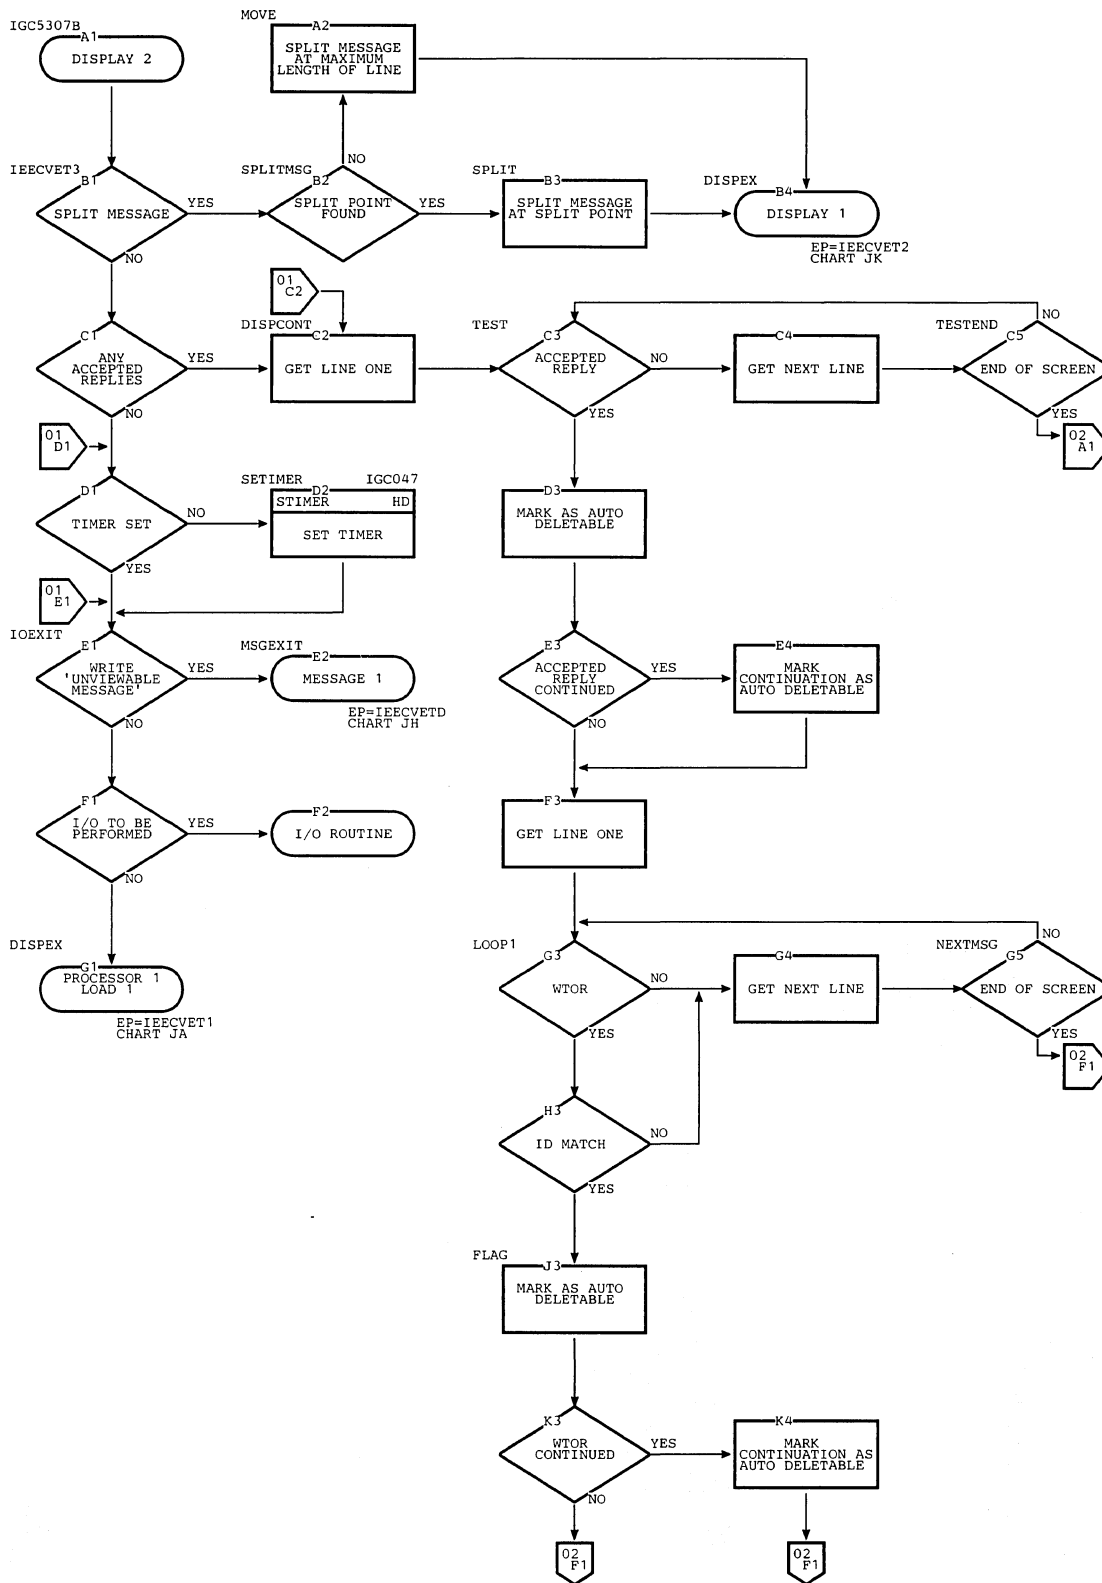 IGC5307B
A1
DISPLAY 2
MOVE
A2
SPLIT MESSAGE
AT MAXIMUM
LENGTH OF LINE
IEECVET3
B1
SPLIT MESSAGE
YES
NO
SPLITMSG
B2
SPLIT POINT
FOUND
NO
YES
SPLIT
B3
SPLIT MESSAGE
AT SPLIT POINT
DISPEX
B4
DISPLAY 1
EP=IEECVET2
CHART JK
01
C2
C1
ANY
ACCEPTED
REPLIES
YES
NO
DISPCONT
C2
GET LINE ONE
TEST
C3
ACCEPTED
REPLY
NO
YES
C4
GET NEXT LINE
TESTEND
C5
END OF SCREEN
NO
YES
02
A1
01
D1
D1
TIMER SET
NO
YES
SETIMER
IGC047
D2
STIMER
HD
SET TIMER
D3
MARK AS AUTO
DELETABLE
01
E1
IOEXIT
E1
WRITE
'UNVIEWABLE
MESSAGE'
YES
NO
MSGEXIT
E2
MESSAGE 1
EP=IEECVETD
CHART JH
E3
ACCEPTED
REPLY
CONTINUED
YES
NO
E4
MARK
CONTINUATION AS
AUTO DELETABLE
F1
I/O TO BE
PERFORMED
YES
NO
F2
I/O ROUTINE
F3
GET LINE ONE
DISPEX
G1
PROCESSOR 1
LOAD 1
EP=IEECVET1
CHART JA
LOOP1
G3
WTOR
NO
YES
G4
GET NEXT LINE
NEXTMSG
G5
END OF SCREEN
NO
YES
02
F1
H3
ID MATCH
NO
YES
FLAG
J3
MARK AS AUTO
DELETABLE
K3
WTOR
CONTINUED
YES
NO
K4
MARK
CONTINUATION AS
AUTO DELETABLE
02
F1
02
F1